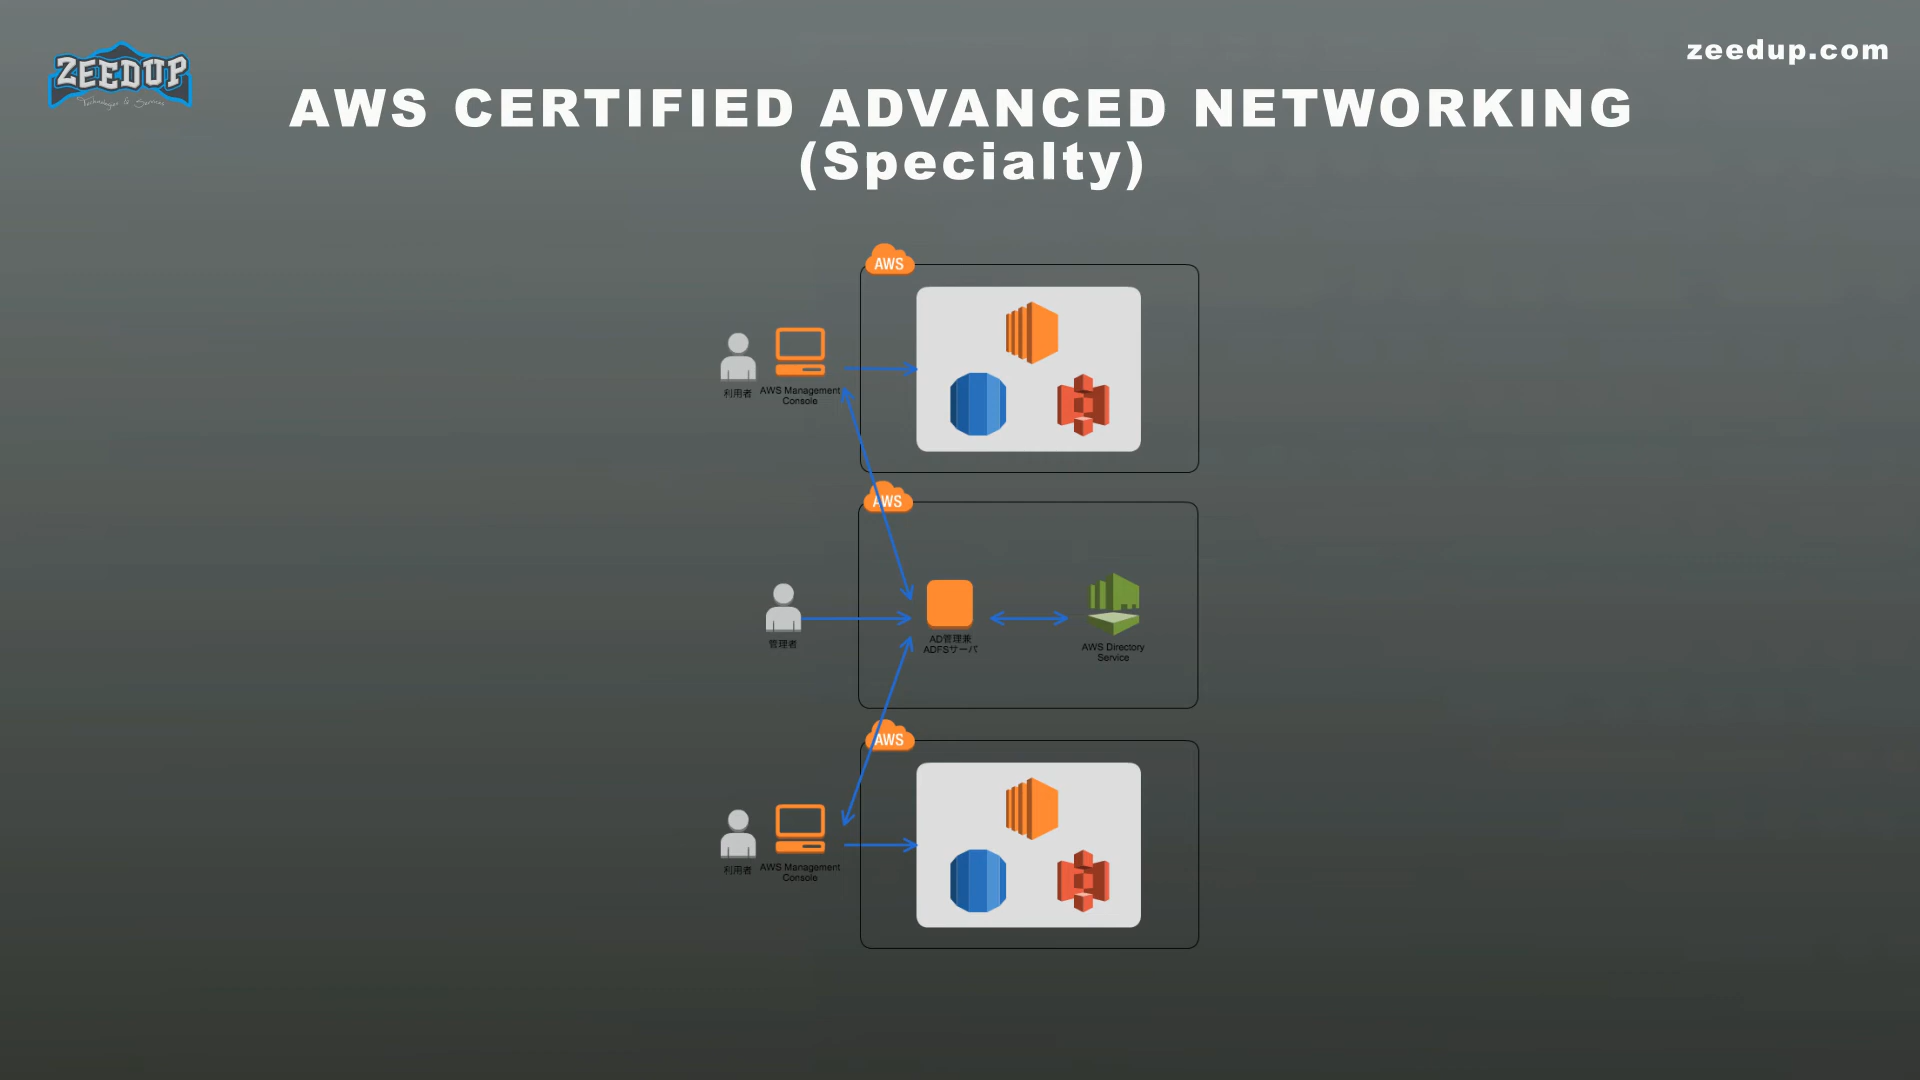 ZEEDUP
Technologies & Services
zeedup.com
AWS CERTIFIED ADVANCED NETWORKING
(Specialty)
AWS
利用者
AWS Management
Console
AWS
管理者
AD管理兼
ADFSサーバ
AWS Directory
Service
AWS
利用者
AWS Management
Console